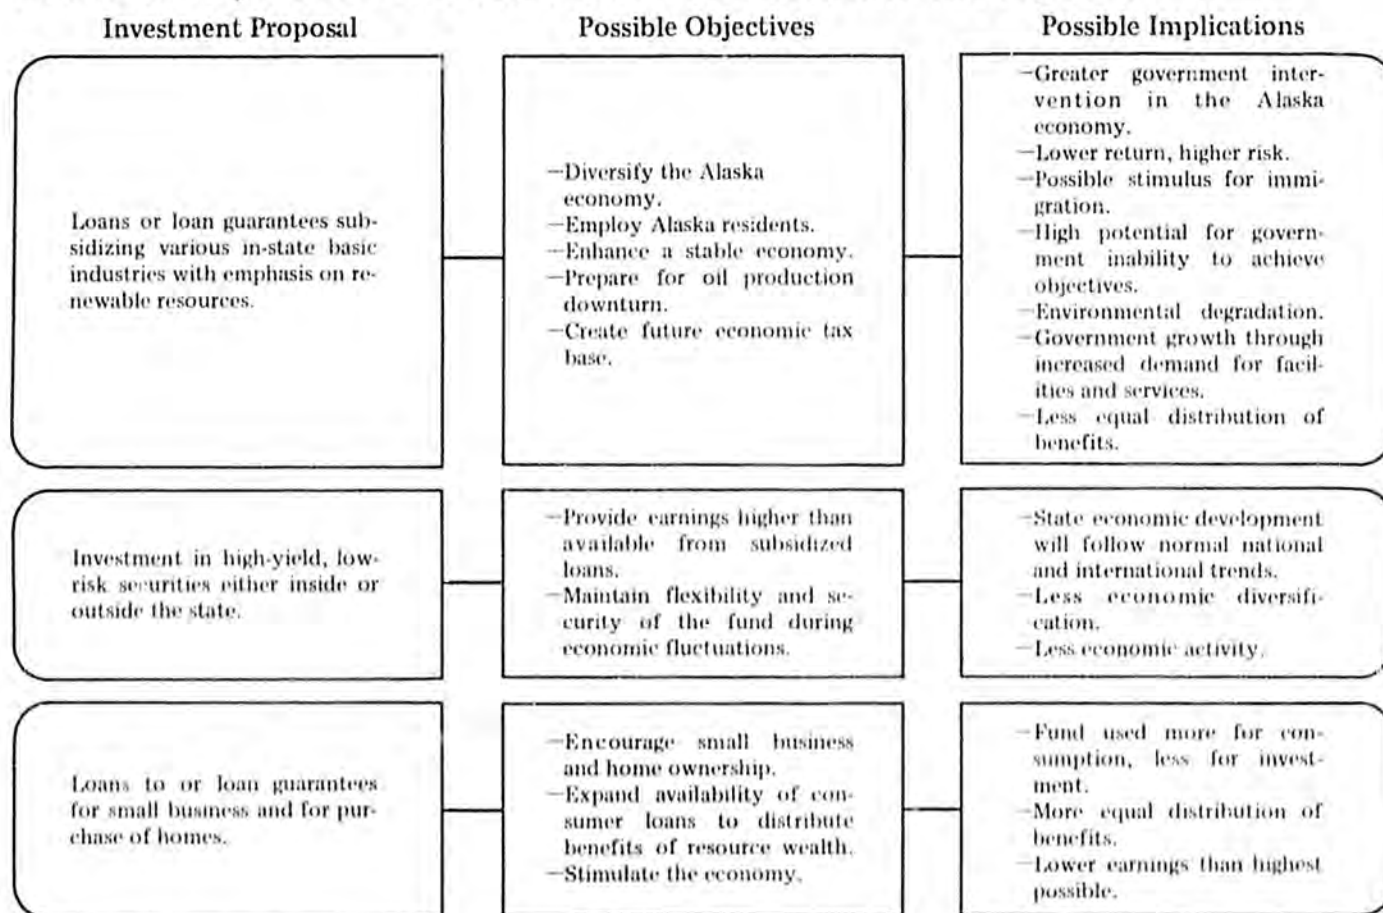 Investment Proposal
Possible Objectives
Possible Implications
Loans or loan guarantees sub-
sidizing various in-state basic
industries with emphasis on re-
newable resources.
—Diversify the Alaska
economy.
—Employ Alaska residents.
—Enhance a stable economy.
—Prepare for oil production
downturn.
—Create future economic tax
base.
—Greater government inter-
vention in the Alaska
economy.
—Lower return, higher risk.
—Possible stimulus for immi-
gration.
—High potential for govern-
ment inability to achieve
objectives.
—Environmental degradation.
—Government growth through
increased demand for facil-
ities and services.
—Less equal distribution of
benefits.
Investment in high-yield, low-
risk securities either inside or
outside the state.
—Provide earnings higher than
available from subsidized
loans.
—Maintain flexibility and se-
curity of the fund during
economic fluctuations.
—State economic development
will follow normal national
and international trends.
—Less economic diversifi-
cation.
—Less economic activity.
Loans to or loan guarantees
for small business and for pur-
chase of homes.
—Encourage small business
and home ownership.
—Expand availability of con-
sumer loans to distribute
benefits of resource wealth.
—Stimulate the economy.
—Fund used more for con-
sumption, less for invest-
ment.
—More equal distribution of
benefits.
—Lower earnings than highest
possible.